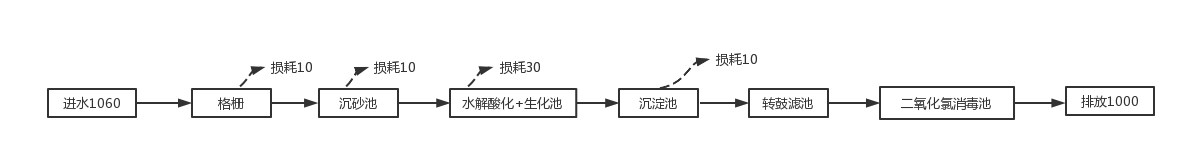 损耗10
损耗10
损耗30
损耗10
进水1060
格栅
沉砂池
水解酸化+生化池
沉淀池
转鼓滤池
二氧化氯消毒池
排放1000